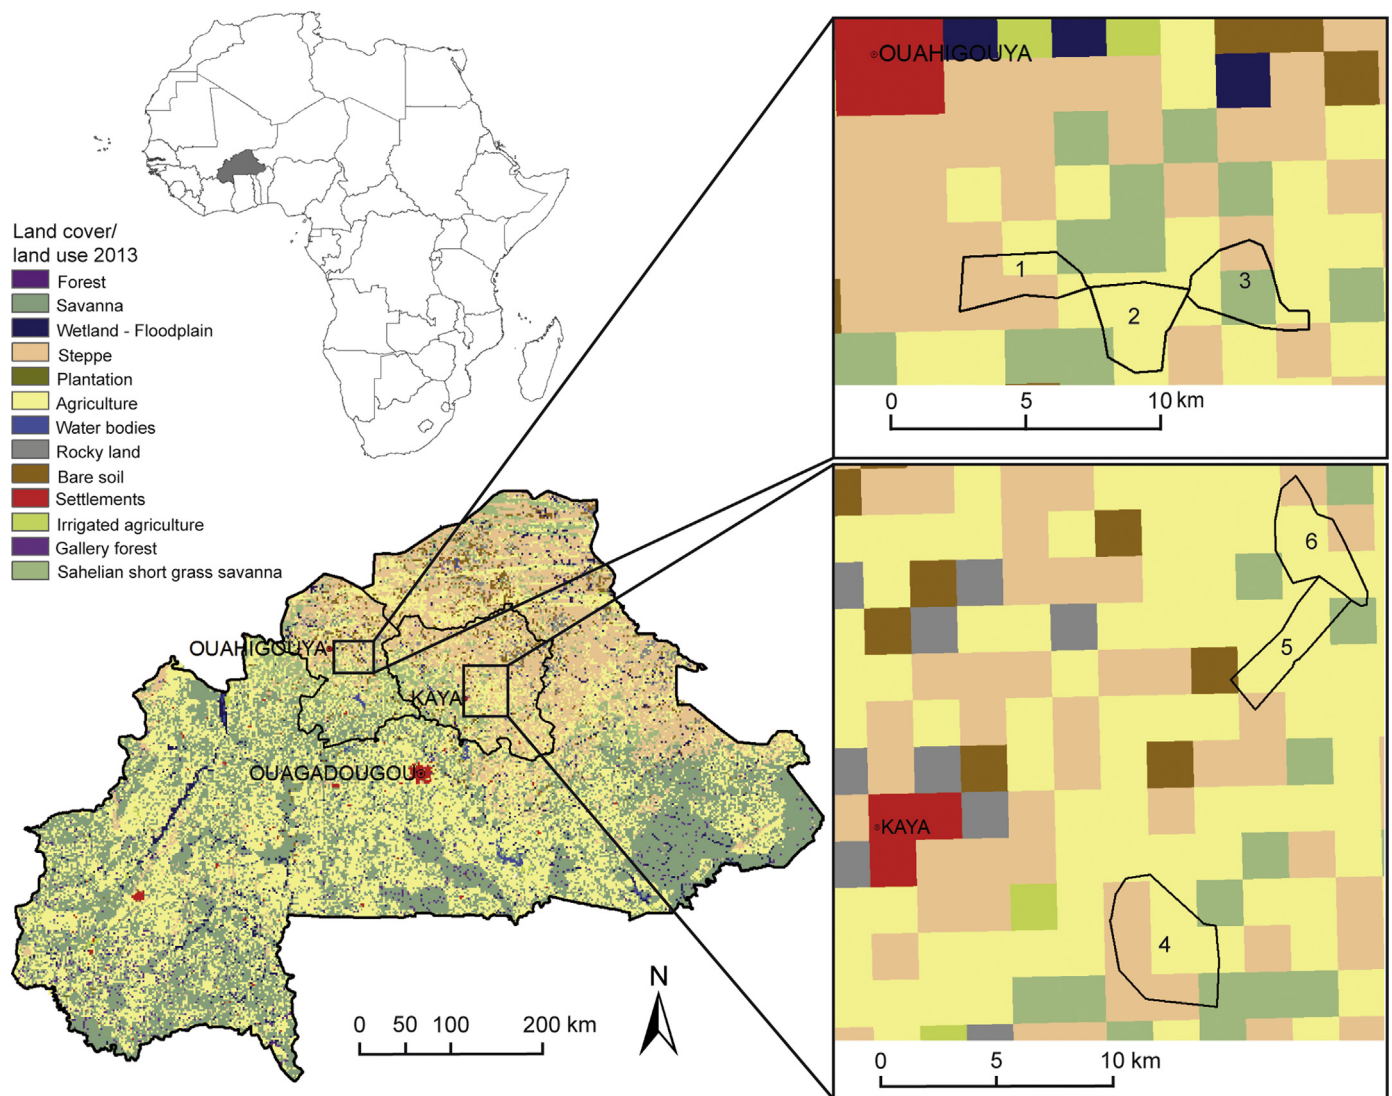 Land cover/
land use 2013
Forest
Savanna
Wetland - Floodplain
Steppe
Plantation
Agriculture
Water bodies
Rocky land
Bare soil
Settlements
Irrigated agriculture
Gallery forest
Sahelian short grass savanna
OUAHIGOUYA
KAYA
OUAGADOUGOU
0 50 100 200 km
N
OUAHIGOUYA
1
2
3
0 5 10 km
6
5
KAYA
4
0 5 10 km